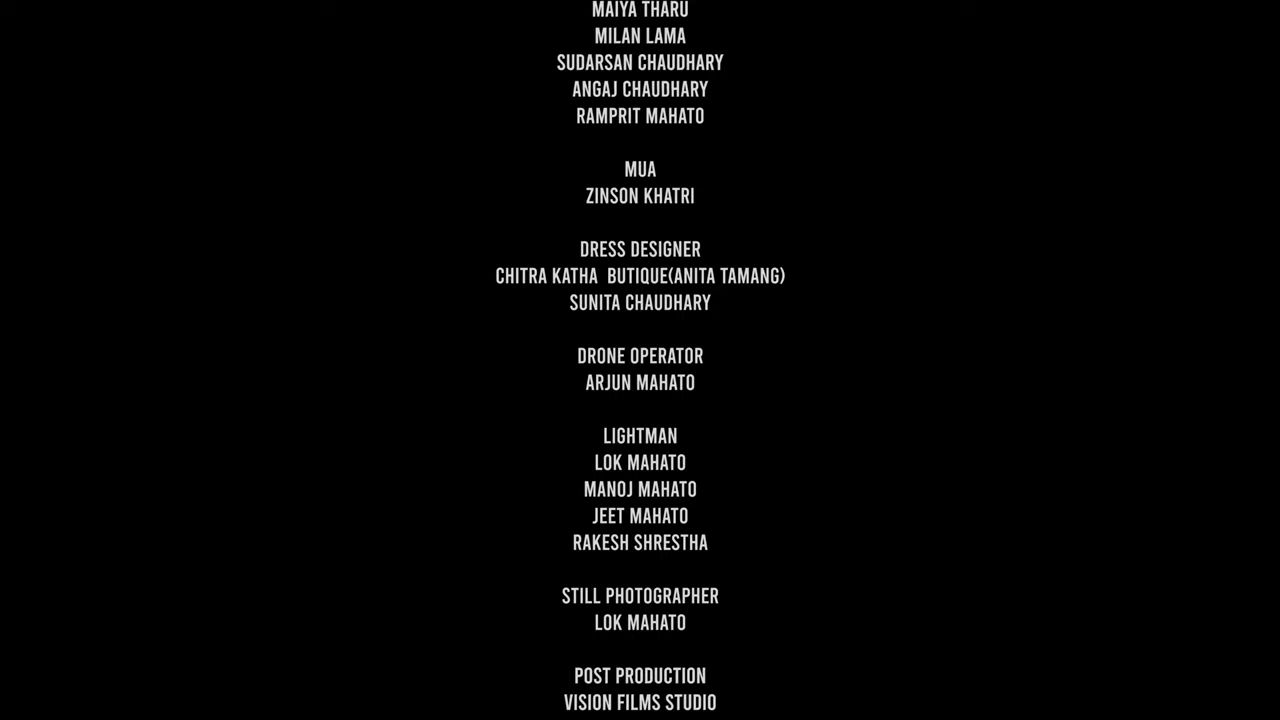 MAIYA THARU
MILAN LAMA
SUDARSAN CHAUDHARY
ANGAJ CHAUDHARY
RAMPRIT MAHATO
MUA
ZINSON KHATRI
DRESS DESIGNER
CHITRA KATHA  BUTIQUE(ANITA TAMANG)
SUNITA CHAUDHARY
DRONE OPERATOR
ARJUN MAHATO
LIGHTMAN
LOK MAHATO
MANOJ MAHATO
JEET MAHATO
RAKESH SHRESTHA
STILL PHOTOGRAPHER
LOK MAHATO
POST PRODUCTION
VISION FILMS STUDIO